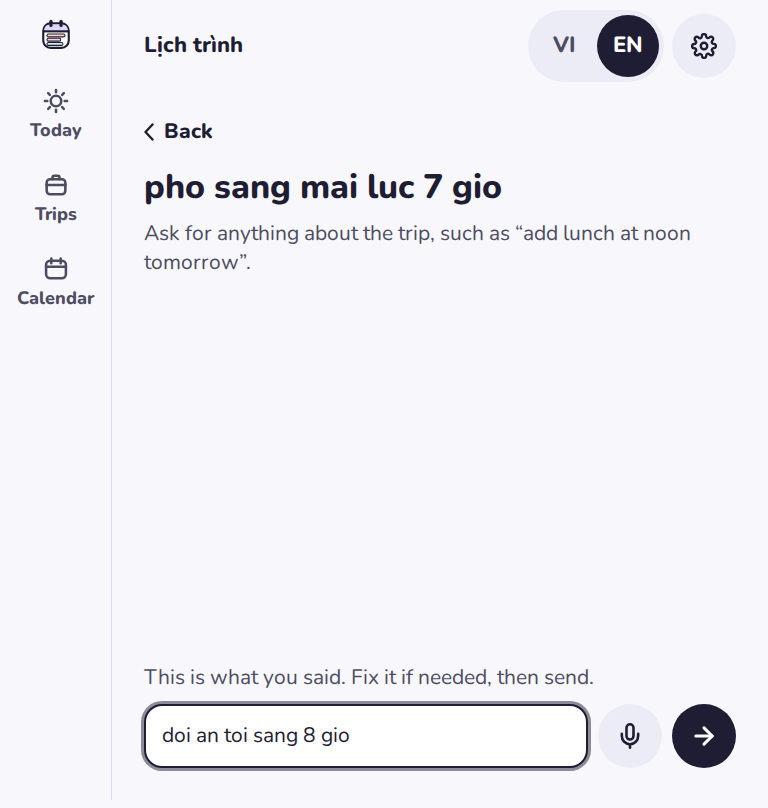 Lịch trình
VI
EN
Today
Trips
Calendar
Back
pho sang mai luc 7 gio
Ask for anything about the trip, such as “add lunch at noon
tomorrow”.
This is what you said. Fix it if needed, then send.
doi an toi sang 8 gio